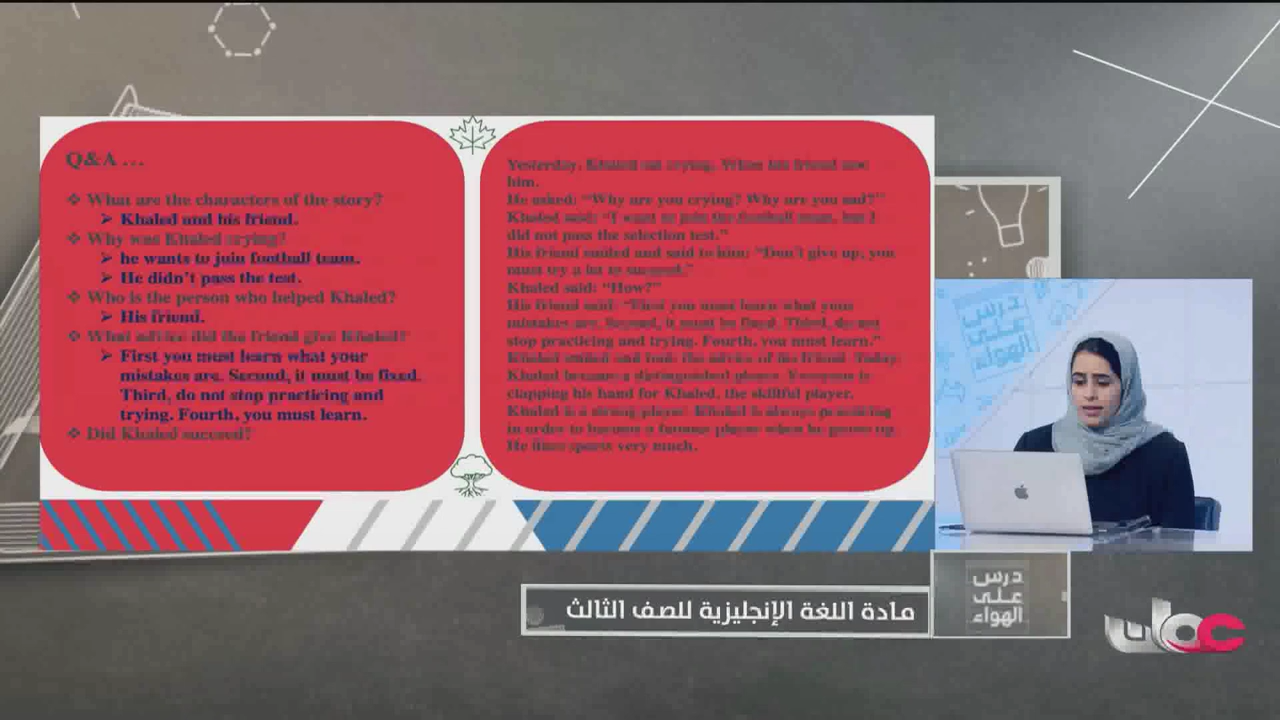 Q&A ...
What are the characters of the story?
Khaled and his friend.
Why was Khaled crying?
he wants to join football team.
He didn't pass the test.
Who is the person who helped Khaled?
His friend.
What advice did the friend give Khaled?
First you must learn what your
mistakes are. Second, it must be fixed.
Third, do not stop practicing and
trying. Fourth, you must learn.
Did Khaled succeed?
Yesterday, Khaled sat crying. When his friend saw
him.
He asked: "Why are you crying? Why are you sad?"
Khaled said: "I want to join the football team, but I
did not pass the selection test."
His friend smiled and said to him: "Don't give up, you
must try a lot to succeed."
Khaled said: "How?"
His friend said: "First you must learn what your
mistakes are. Second, it must be fixed. Third, do not
stop practicing and trying. Fourth, you must learn."
Khaled smiled and took the advice of his friend. Today,
Khaled became a distinguished player. Everyone is
clapping his hand for Khaled, the skillful player.
Khaled is a strong player. Khaled is always practicing
in order to become a famous player when he grows up.
He likes sports very much.
درس
على
الهواء
مادة اللغة الإنجليزية للصف الثالث
درس
على
الهواء